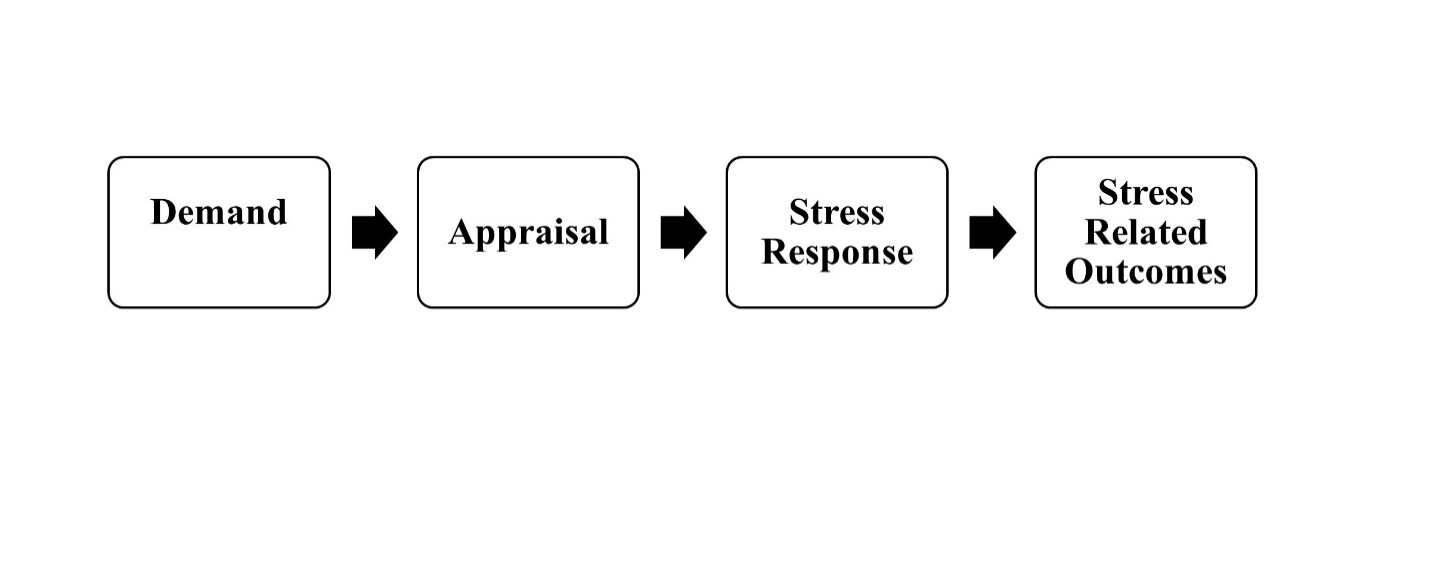 Demand
Appraisal
Stress
Response
Stress
Related
Outcomes